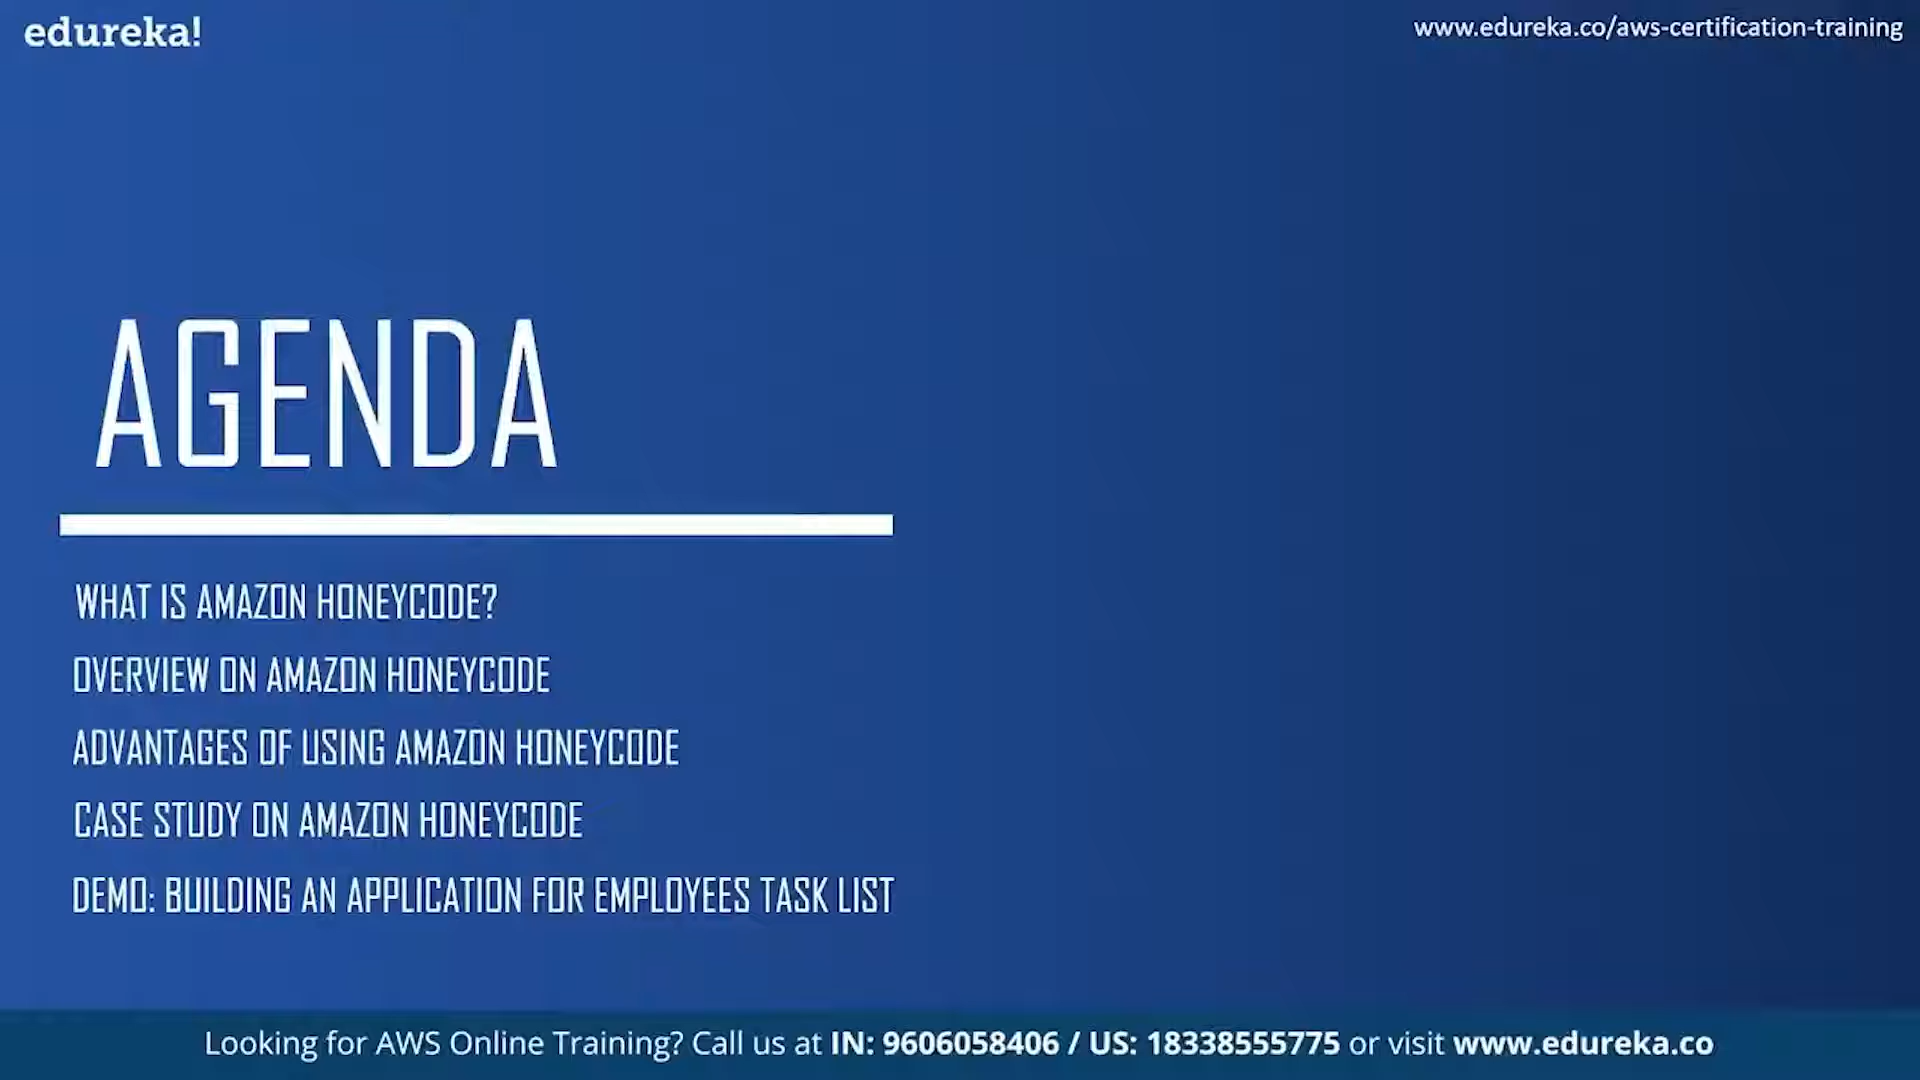 edureka!
www.edureka.co/aws-certification-training
AGENDA
WHAT IS AMAZON HONEYCODE?
OVERVIEW ON AMAZON HONEYCODE
ADVANTAGES OF USING AMAZON HONEYCODE
CASE STUDY ON AMAZON HONEYCODE
DEMO: BUILDING AN APPLICATION FOR EMPLOYEES TASK LIST
Looking for AWS Online Training? Call us at IN: 9606058406 / US: 18338555775 or visit www.edureka.co